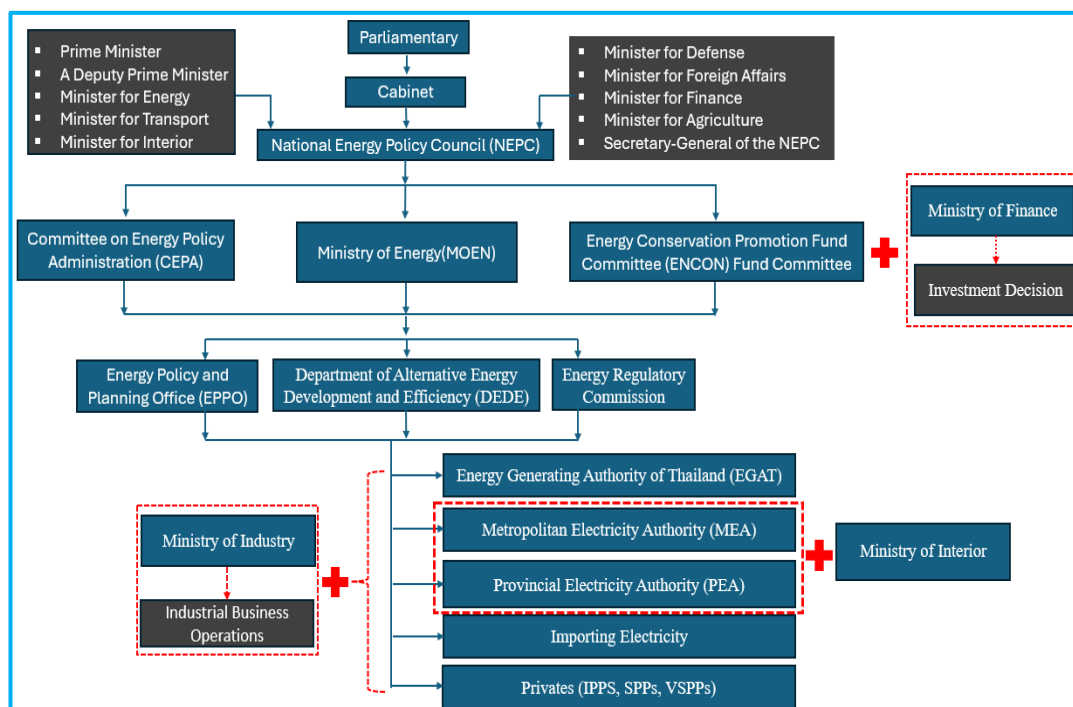 Parliamentary
Prime Minister
A Deputy Prime Minister
Minister for Energy
Minister for Transport
Minister for Interior
Cabinet
Minister for Defense
Minister for Foreign Affairs
Minister for Finance
Minister for Agriculture
Secretary-General of the NEPC
National Energy Policy Council (NEPC)
Committee on Energy Policy
Administration (CEPA)
Ministry of Energy(MOEN)
Energy Conservation Promotion Fund
Committee (ENCON) Fund Committee
Ministry of Finance
Investment Decision
Energy Policy and
Planning Office (EPPO)
Department of Alternative Energy
Development and Efficiency (DEDE)
Energy Regulatory
Commission
Energy Generating Authority of Thailand (EGAT)
Metropolitan Electricity Authority (MEA)
Provincial Electricity Authority (PEA)
Importing Electricity
Privates (IPPS, SPPs, VSPPs)
Ministry of Industry
Industrial Business
Operations
Ministry of Interior